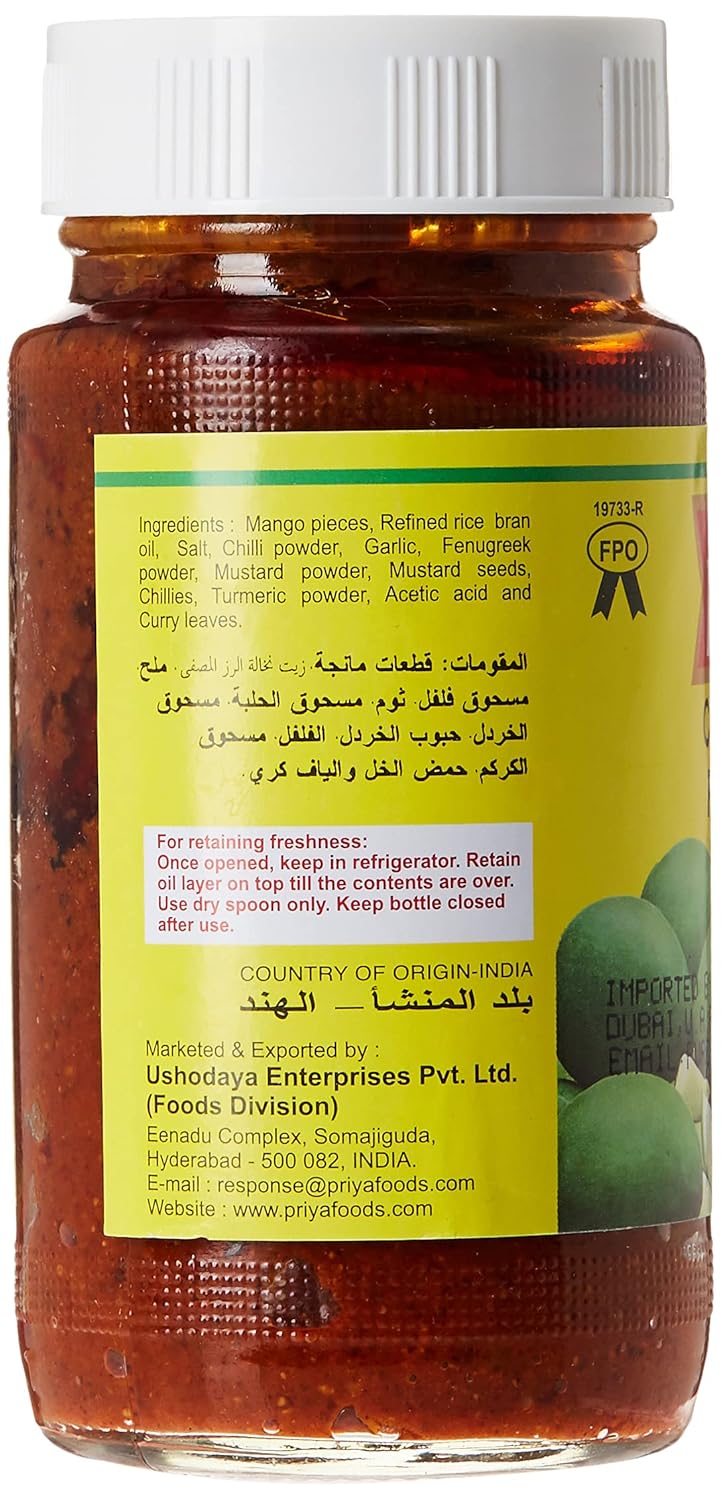 Ingredients : Mango pieces, Refined rice bran
oil, Salt, Chilli powder, Garlic, Fenugreek
powder, Mustard powder, Mustard seeds,
Chillies, Turmeric powder, Acetic acid and
Curry leaves.
المقومات: قطعات مانجة، زيت نخالة الرز المصفى، ملح،
مسحوق فلفل، ثوم، مسحوق الحلبة، مسحوق
الخردل، حبوب الخردل، الفلفل، مسحوق
الكركم، حمض الخل والياف كري.
For retaining freshness:
Once opened, keep in refrigerator. Retain
oil layer on top till the contents are over.
Use dry spoon only. Keep bottle closed
after use.
COUNTRY OF ORIGIN-INDIA
بلد المنشأ – الهند
Marketed & Exported by :
Ushodaya Enterprises Pvt. Ltd.
(Foods Division)
Eenadu Complex, Somajiguda,
Hyderabad - 500 082, INDIA.
E-mail : response@priyafoods.com
Website : www.priyafoods.com
19733-R
FPO
IMPORTED
DUBAI,
EMAIL